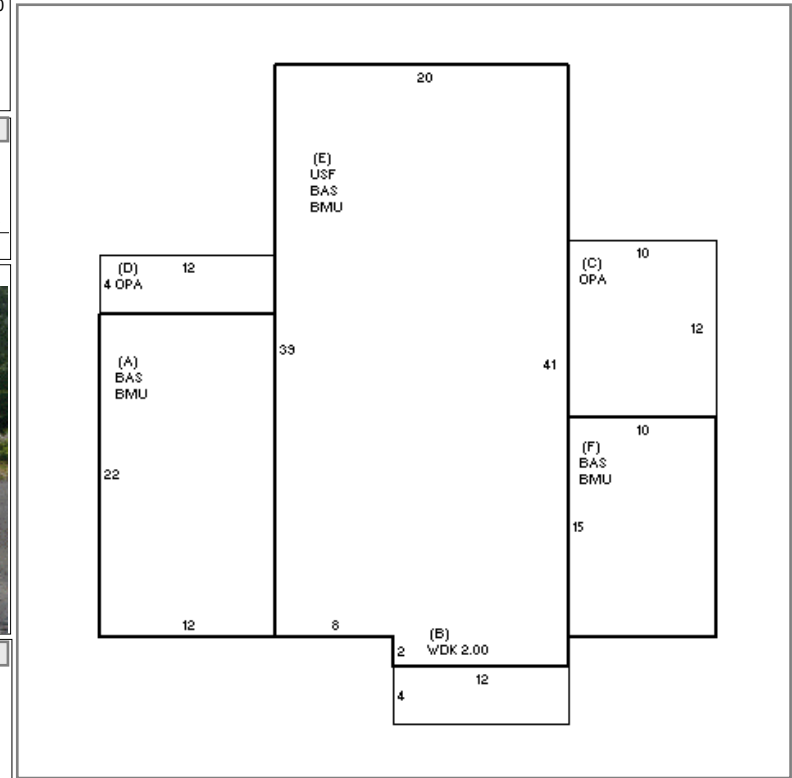 20
(E)
USF
BAS
BMU
(D)
12
4 OPA
(C)
OPA
10
12
39
41
(A)
BAS
BMU
22
12
10
(F)
BAS
BMU
15
8
2
(B)
WDK 2.00
12
4